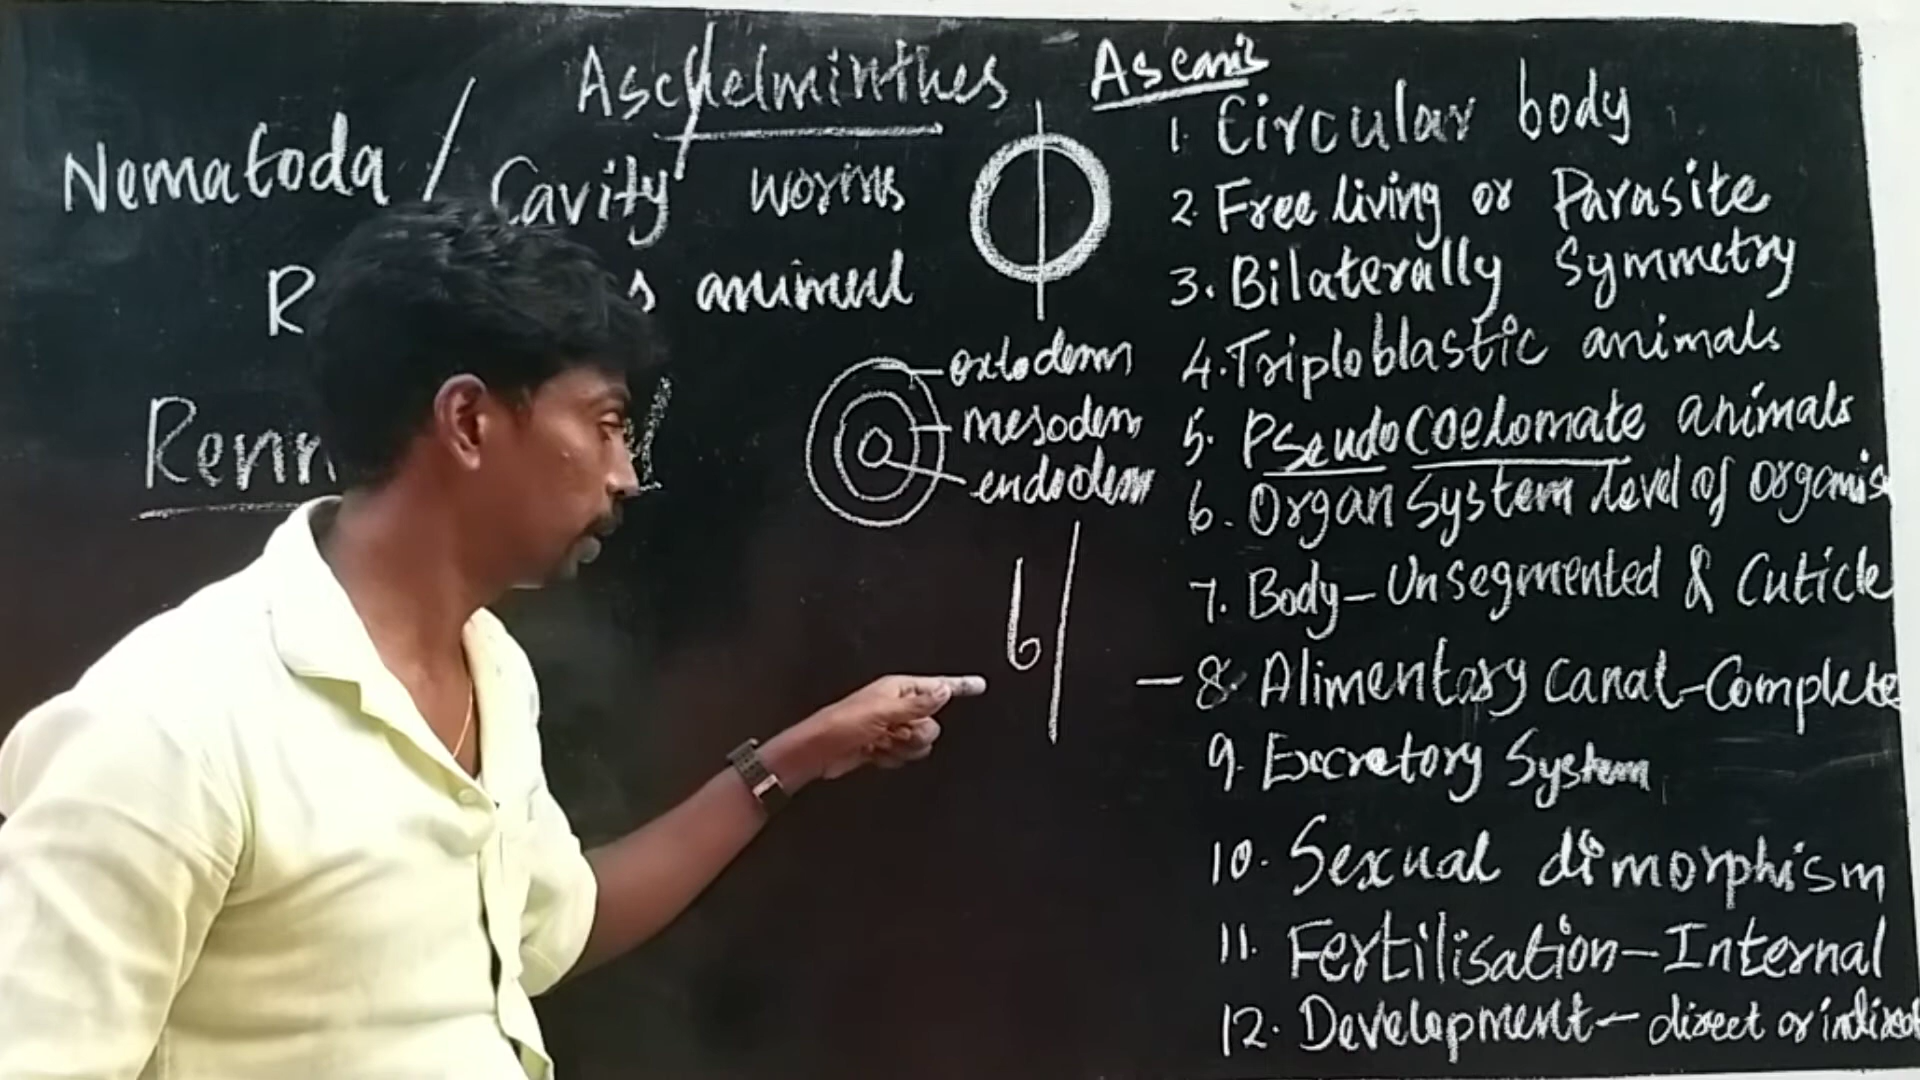 Aschelminthes
Nematoda / Cavity worms
animal
Renn
Ascaris
ectoderm
mesoderm
endoderm
6
1. Circular body
2. Free living or Parasite
3. Bilaterally Symmetry
4. Triploblastic animals
5. Pseudocoelomate animals
6. Organ System level of organis
7. Body - Unsegmented & Cuticle
- 8. Alimentary Canal - Complete
9. Excretory System
10. Sexual dimorphism
11. Fertilisation - Internal
12. Development - direct or indirect